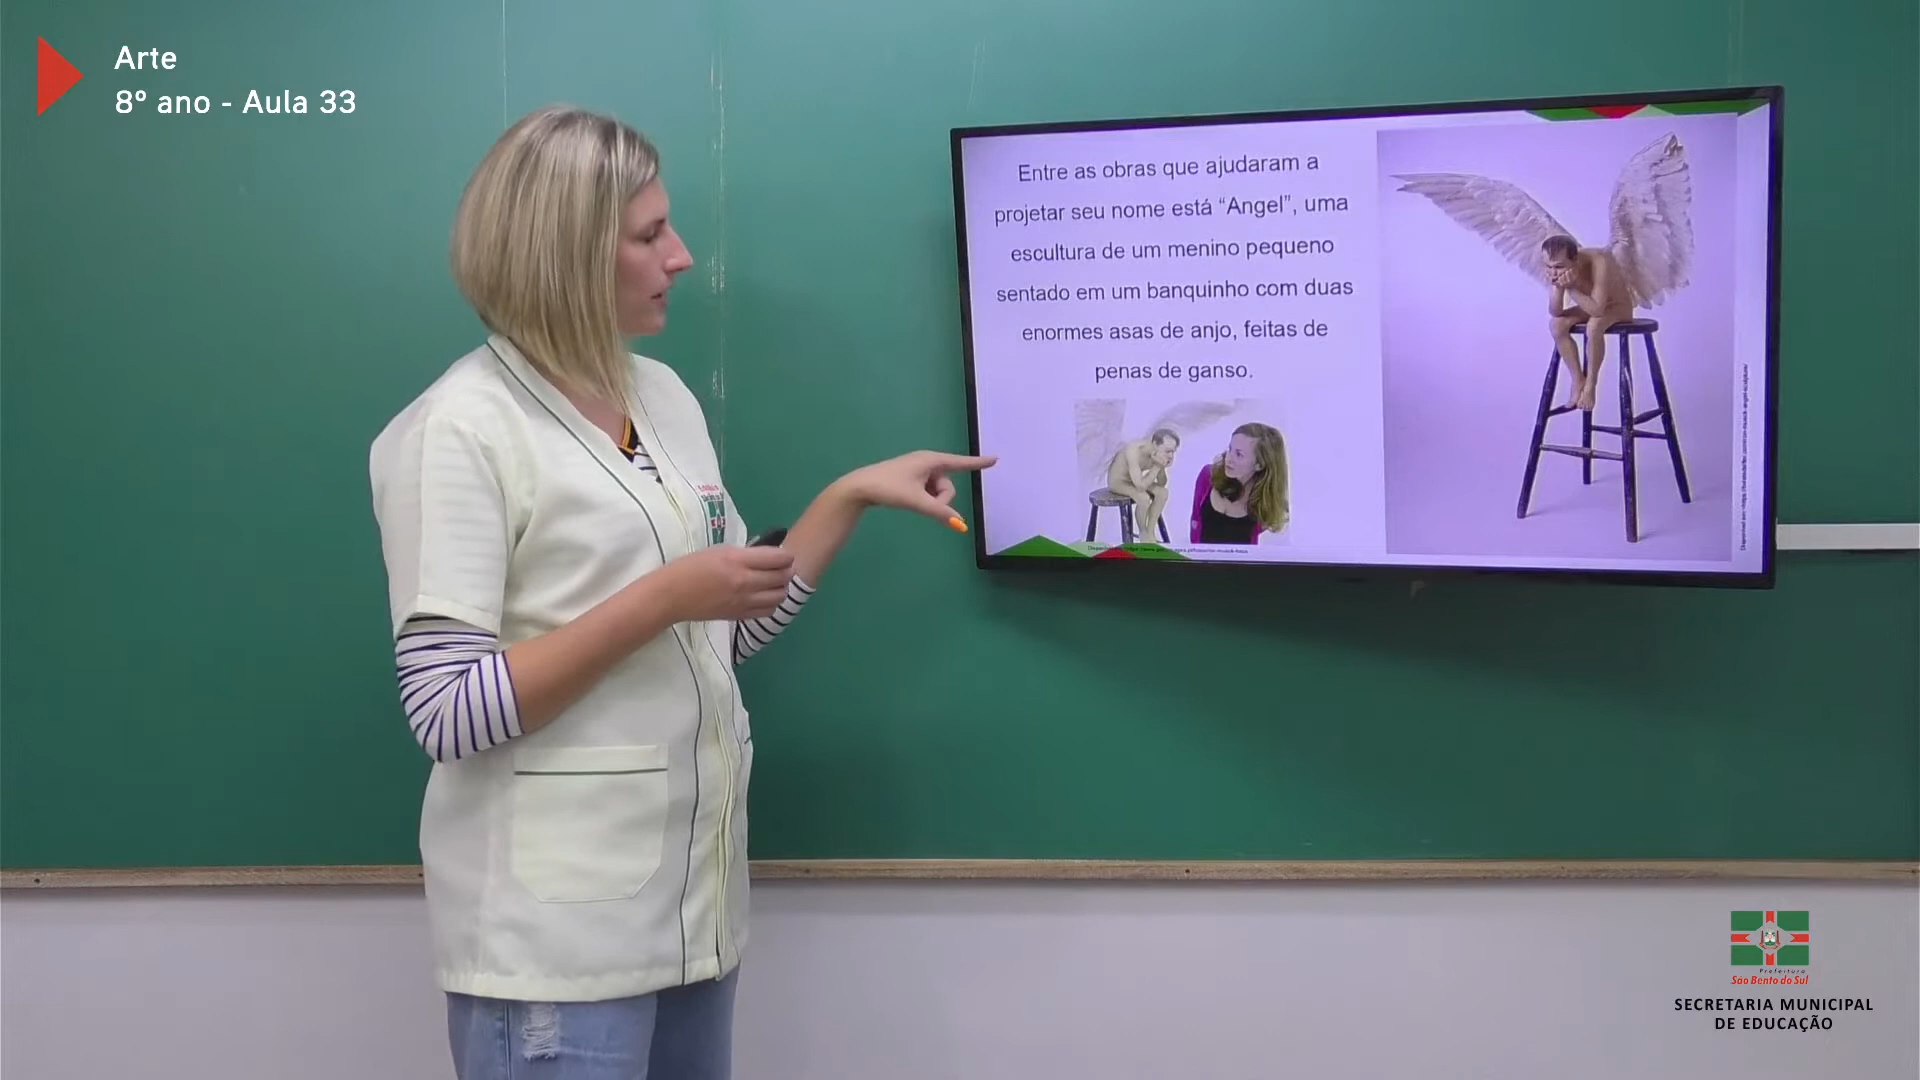 Arte
8º ano - Aula 33
Entre as obras que ajudaram a
projetar seu nome está “Angel”, uma
escultura de um menino pequeno
sentado em um banquinho com duas
enormes asas de anjo, feitas de
penas de ganso.
Prefeitura
São Bento do Sul
SECRETARIA MUNICIPAL
DE EDUCAÇÃO